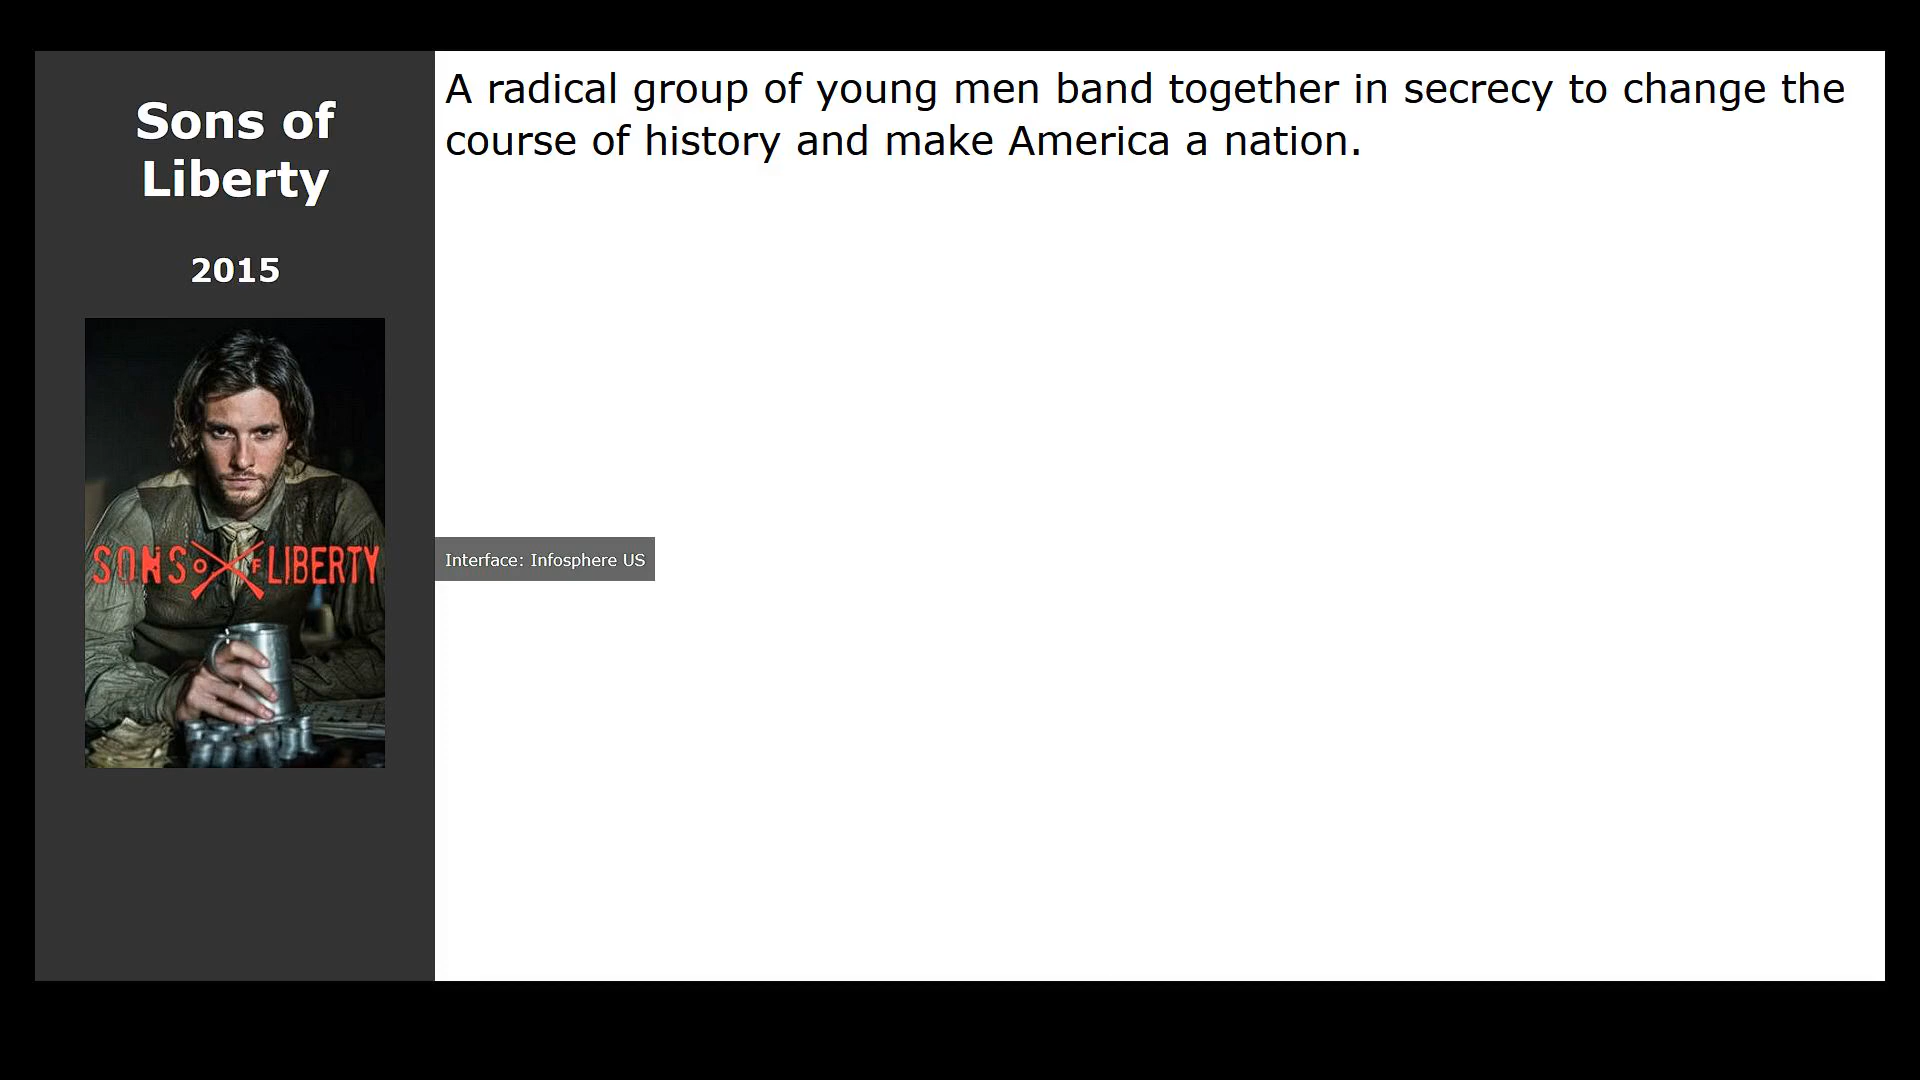 Sons of
Liberty
2015
SONS OF LIBERTY
A radical group of young men band together in secrecy to change the
course of history and make America a nation.
Interface: Infosphere US